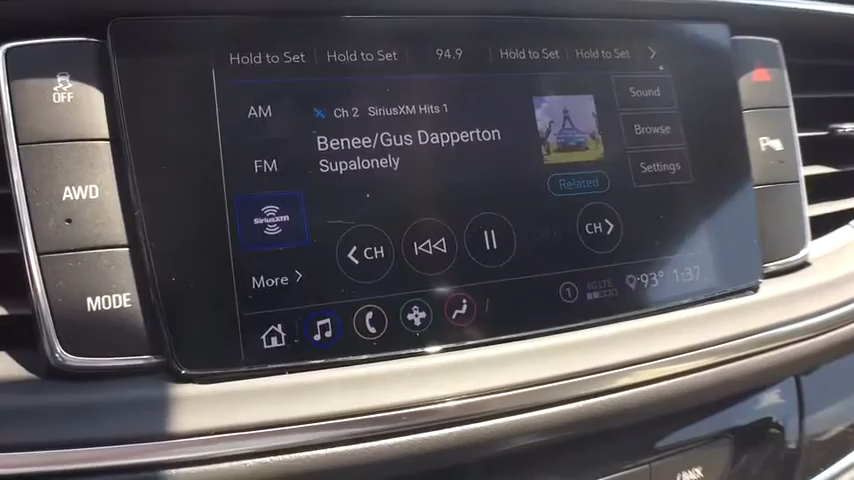 Hold to Set
Hold to Set
94.9
Hold to Set
Hold to Set
OFF
AWD
MODE
AM
FM
SiriusXM
More
Ch 2 SiriusXM Hits 1
Benee/Gus Dapperton
Supalonely
Related
Sound
Browse
Settings
CH
CH
1
4G LTE
93°
1:37
BACK